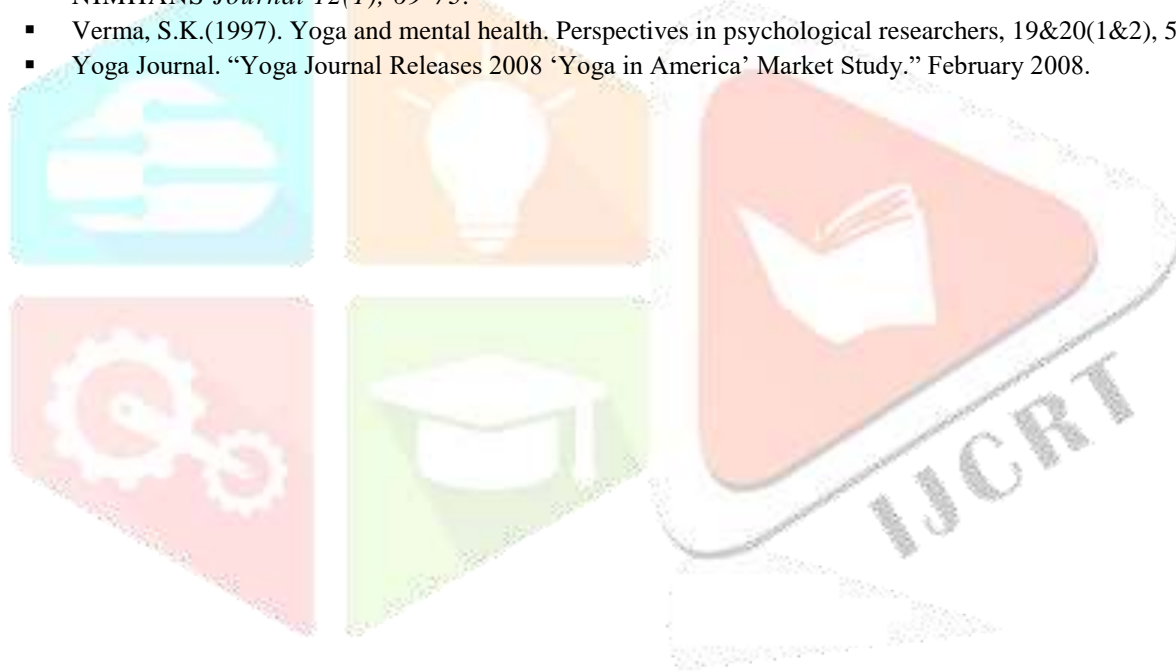 NIMHANS Journal 12(1), 69-75.
▪ Verma, S.K.(1997). Yoga and mental health. Perspectives in psychological researchers, 19&20(1&2), 5
▪ Yoga Journal. “Yoga Journal Releases 2008 ‘Yoga in America’ Market Study.” February 2008.
IJCRT